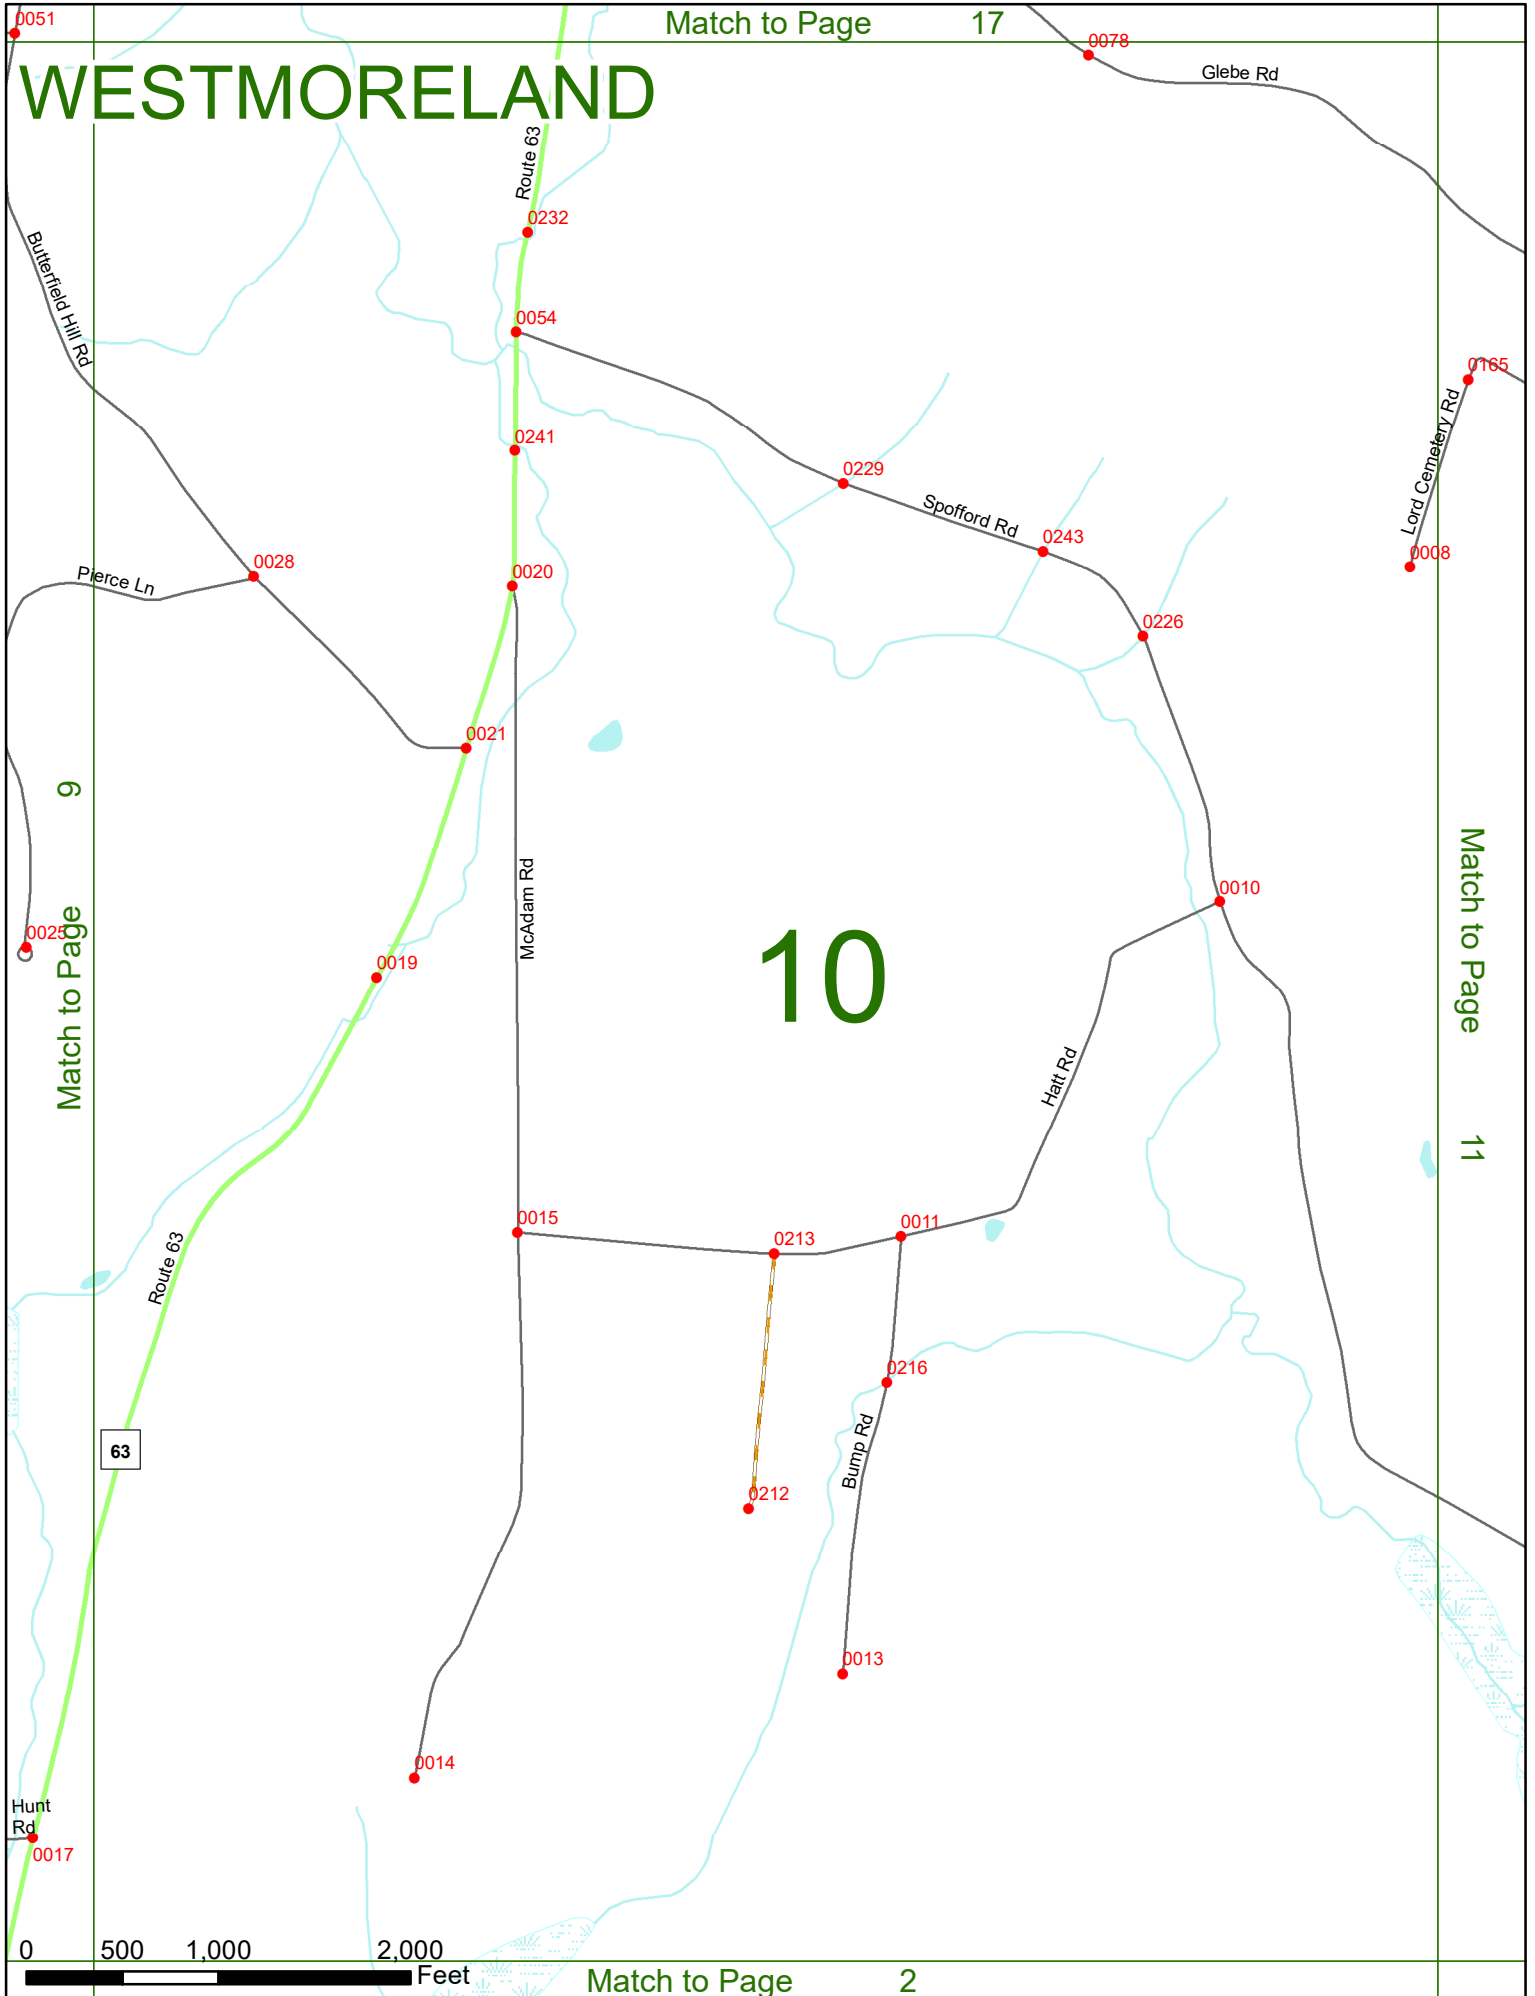 0051
Match to Page 17
0078
Glebe Rd
WESTMORELAND
Route 63
0232
Butterfield Hill Rd
0054
0165
0241
0229
Spofford Rd
Lord Cemetery Rd
0243
0008
0028
Pierce Ln
0020
0226
0021
Match to Page 9
McAdam Rd
Match to Page 11
0010
0025
0019
10
Hatt Rd
0015
0213
0011
Route 63
0216
63
Bump Rd
0212
0013
0014
Hunt
Rd
0017
0 500 1,000 2,000
Feet
Match to Page 2